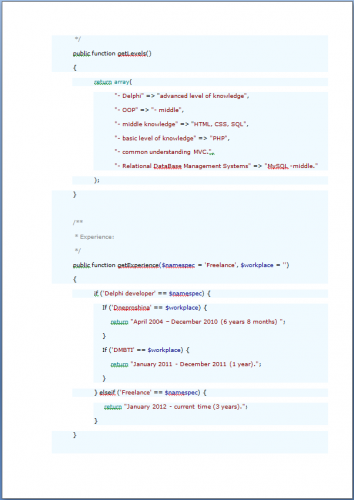 */
public function getLevels()
{
return array(
"- Delphi" => "advanced level of knowledge",
"- OOP" => "- middle",
"- middle knowledge" => "HTML, CSS, SQL",
"- basic level of knowledge" => "PHP",
"- common understanding MVC.",
"- Relational DataBase Management Systems" => "MySQL -middle."
);
}
/**
* Experience:
*/
public function getExperience($namespec = 'Freelance', $workplace = '')
{
if ('Delphi developer' == $namespec) {
If ('Dneproshina' == $workplace) {
return "April 2004 - December 2010 (6 years 8 months) ";
}
If ('DMBTI' == $workplace) {
return "January 2011 - December 2011 (1 year).";
}
} elseif ('Freelance' == $namespec) {
return "January 2012 - current time (3 years).";
}
}